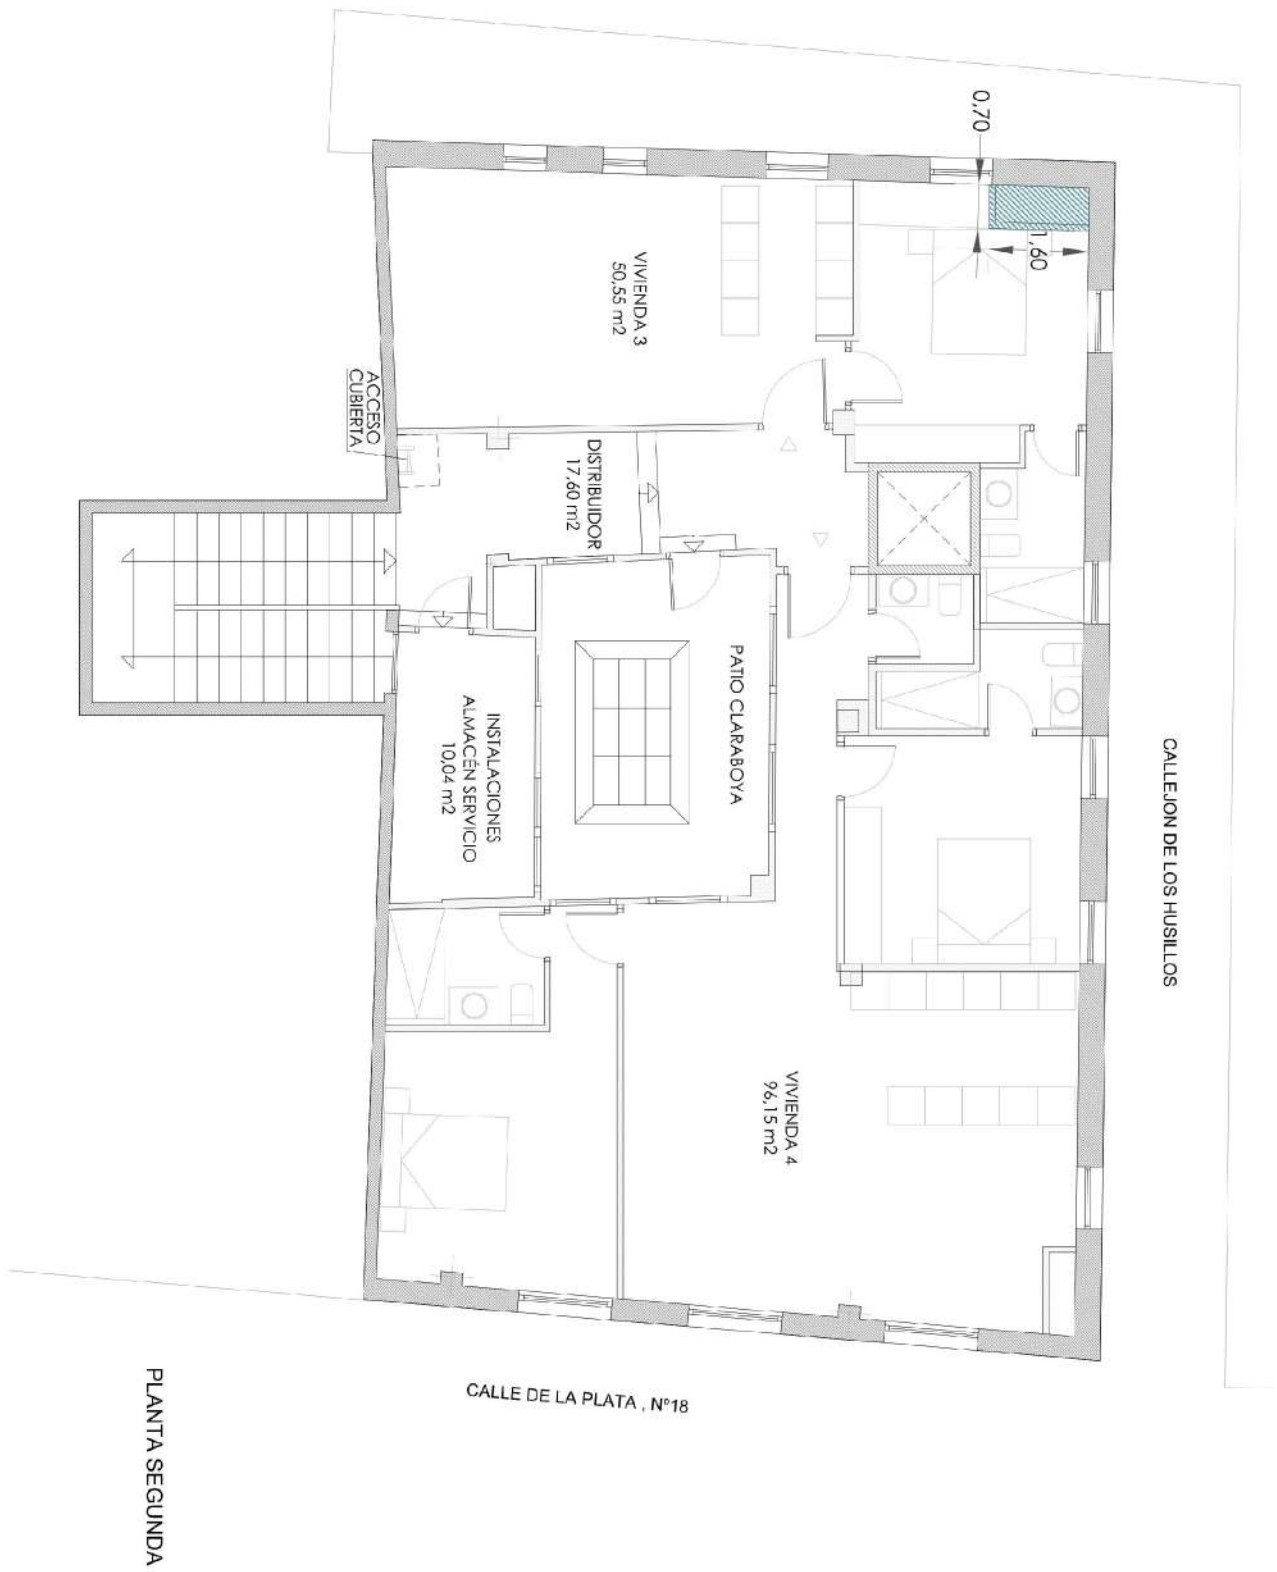 0,70
1,60
VIVIENDA 3
50,55 m2
ACCESO
CUBIERTA
DISTRIBUIDOR
17,60 m2
PATIO CLARABOYA
INSTALACIONES
ALMACÉN SERVICIO
10,04 m2
CALLEJON DE LOS HUSILLOS
VIVIENDA 4
96,15 m2
CALLE DE LA PLATA , Nº18
PLANTA SEGUNDA